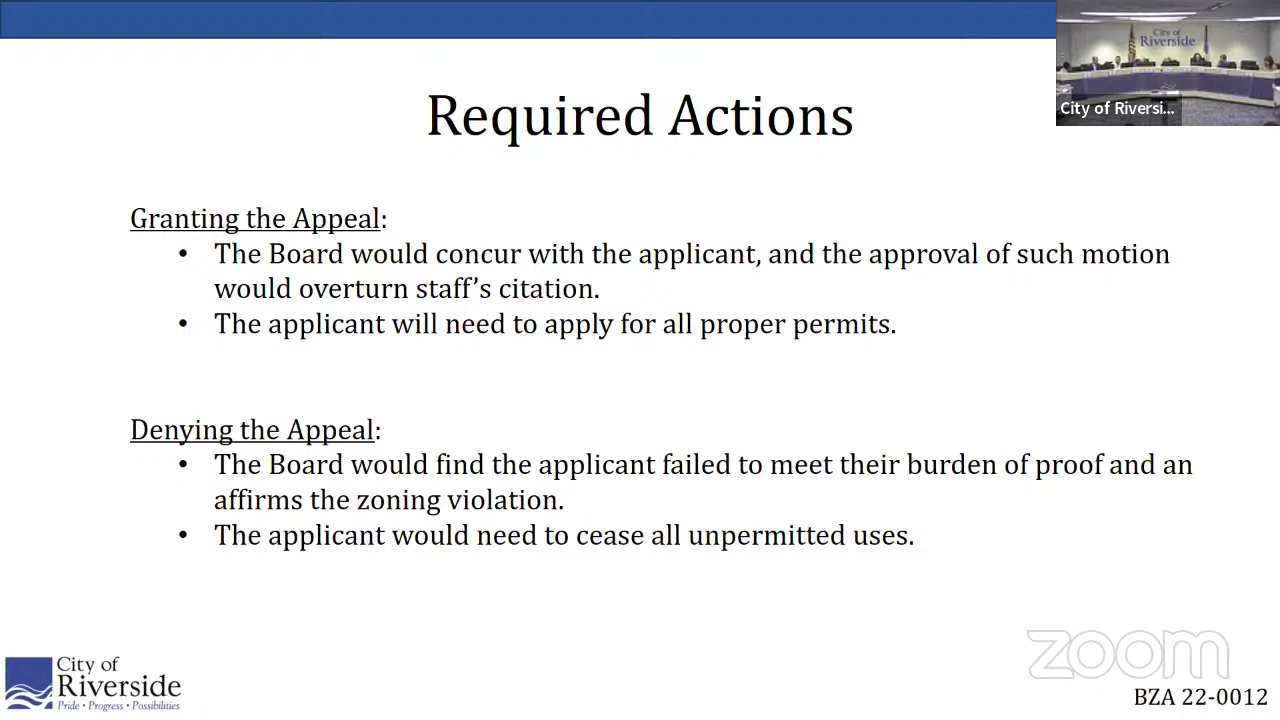 City of
Riverside
City of Riversi...
Required Actions
Granting the Appeal:
• The Board would concur with the applicant, and the approval of such motion
would overturn staff’s citation.
• The applicant will need to apply for all proper permits.
Denying the Appeal:
• The Board would find the applicant failed to meet their burden of proof and an
affirms the zoning violation.
• The applicant would need to cease all unpermitted uses.
City of
Riverside
Pride • Progress • Possibilities
zoom
BZA 22-0012